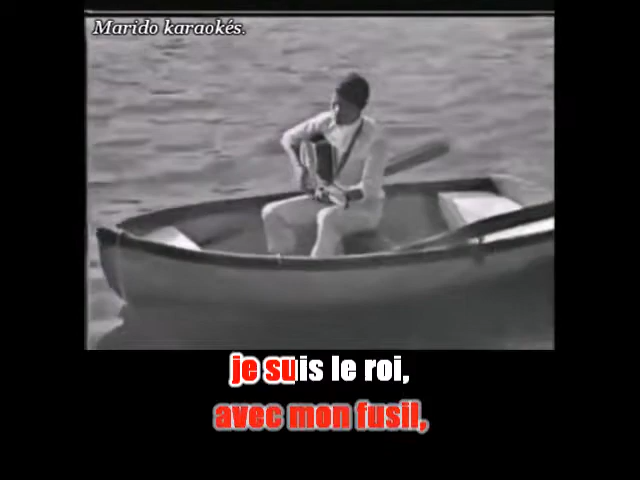 Marido karaokés.
je suis le roi,
avec mon fusil,